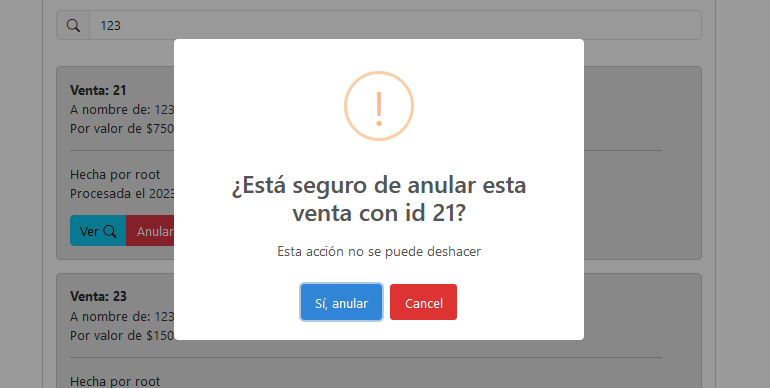 123
Venta: 21
A nombre de: 123
Por valor de $750
Hecha por root
Procesada el 2023
Ver
Anular
!
¿Está seguro de anular esta
venta con id 21?
Esta acción no se puede deshacer
Sí, anular
Cancel
Venta: 23
A nombre de: 123
Por valor de $150
Hecha por root